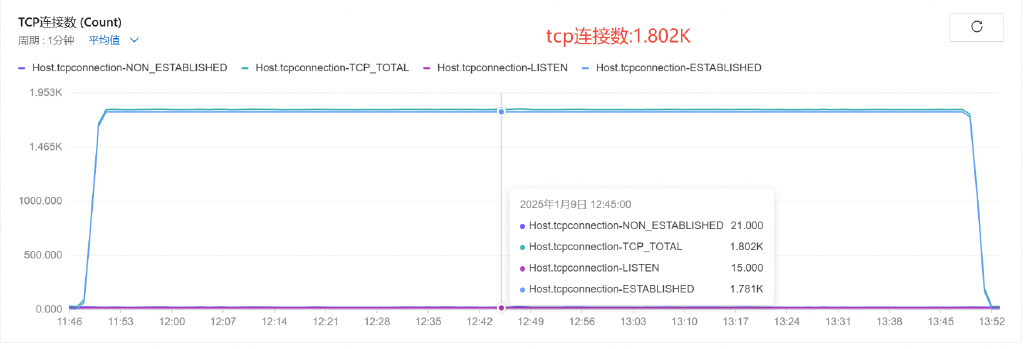 TCP连接数 (Count)
tcp连接数:1.802K
周期 : 1分钟 平均值
Host.tcpconnection-NON_ESTABLISHED Host.tcpconnection-TCP_TOTAL Host.tcpconnection-LISTEN Host.tcpconnection-ESTABLISHED
1.953K
1.465K
1000.000
500.000
0.000
2025年1月9日 12:45:00
Host.tcpconnection-NON_ESTABLISHED 21.000
Host.tcpconnection-TCP_TOTAL 1.802K
Host.tcpconnection-LISTEN 15.000
Host.tcpconnection-ESTABLISHED 1.781K
11:46 11:53 12:00 12:07 12:14 12:21 12:28 12:35 12:42 12:49 12:56 13:03 13:10 13:17 13:24 13:31 13:38 13:45 13:52